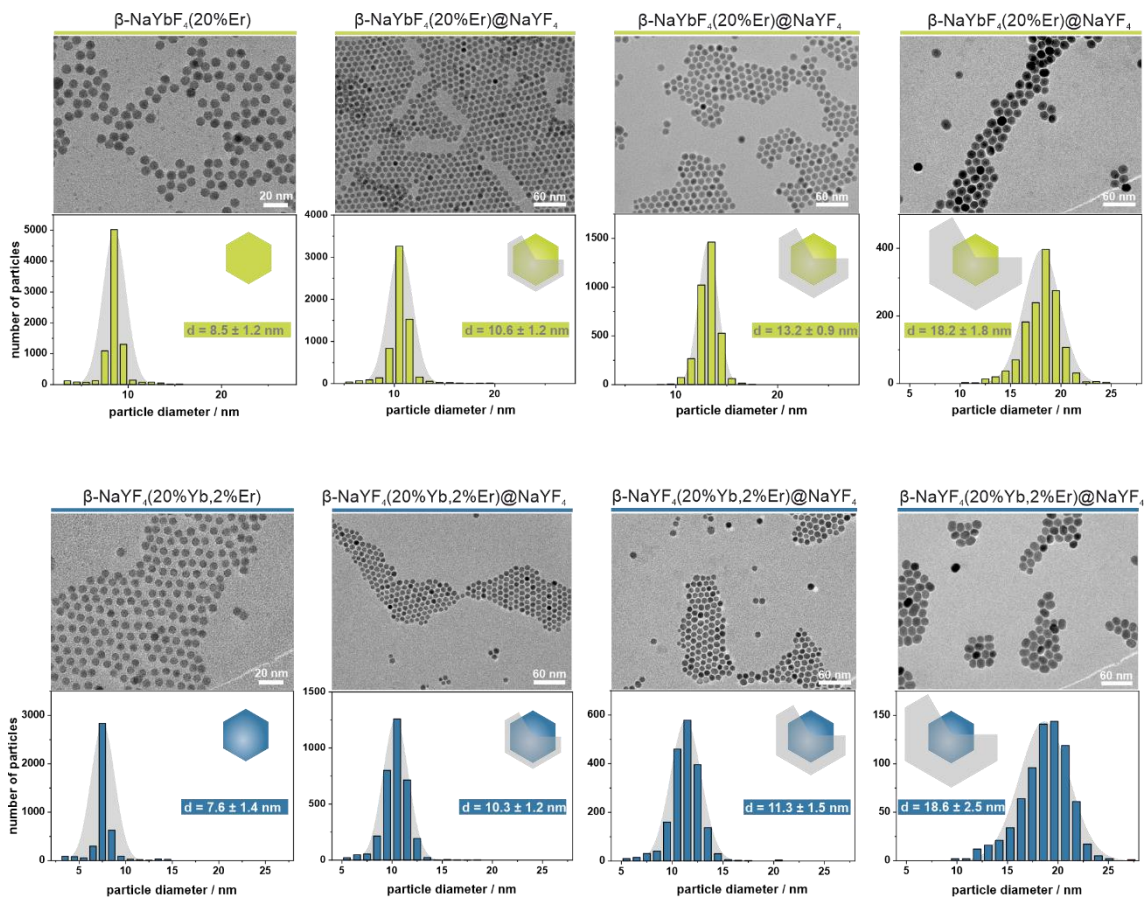 β-NaYbF₄(20%Er)
β-NaYbF₄(20%Er)@NaYF₄
β-NaYbF₄(20%Er)@NaYF₄
β-NaYbF₄(20%Er)@NaYF₄
20 nm
60 nm
60 nm
60 nm
number of particles
5000
4000
3000
2000
1000
0
10
20
particle diameter / nm
d = 8.5 ± 1.2 nm
4000
3000
2000
1000
0
10
20
particle diameter / nm
d = 10.6 ± 1.2 nm
1500
1000
500
0
10
20
particle diameter / nm
d = 13.2 ± 0.9 nm
400
200
0
5
10
15
20
25
particle diameter / nm
d = 18.2 ± 1.8 nm
β-NaYF₄(20%Yb,2%Er)
β-NaYF₄(20%Yb,2%Er)@NaYF₄
β-NaYF₄(20%Yb,2%Er)@NaYF₄
β-NaYF₄(20%Yb,2%Er)@NaYF₄
20 nm
60 nm
60 nm
60 nm
number of particles
3000
2000
1000
0
5
10
15
20
25
particle diameter / nm
d = 7.6 ± 1.4 nm
1500
1000
500
0
5
10
15
20
25
particle diameter / nm
d = 10.3 ± 1.2 nm
600
400
200
0
5
10
15
20
25
particle diameter / nm
d = 11.3 ± 1.5 nm
150
100
50
0
5
10
15
20
25
particle diameter / nm
d = 18.6 ± 2.5 nm